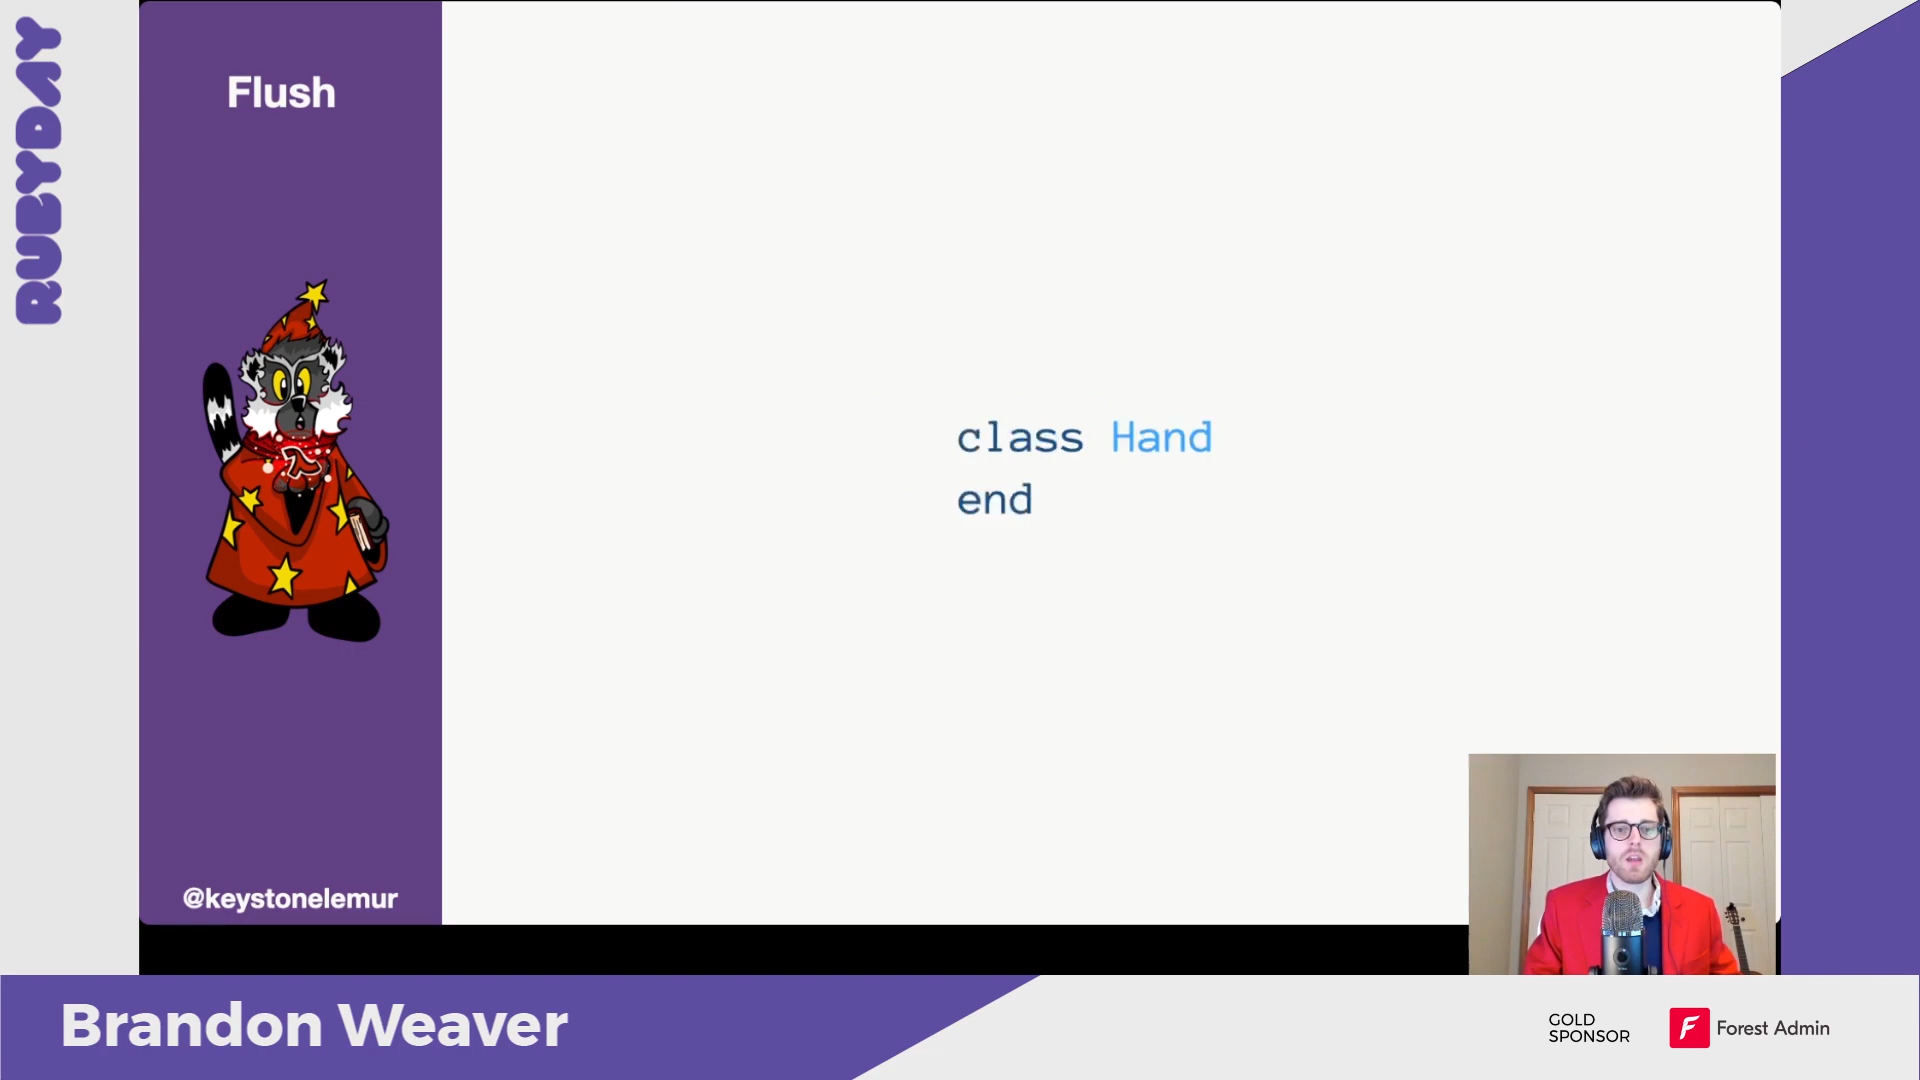 RUBYDAY
Flush
class Hand
end
@keystonelemur
Brandon Weaver
GOLD
SPONSOR
Forest Admin